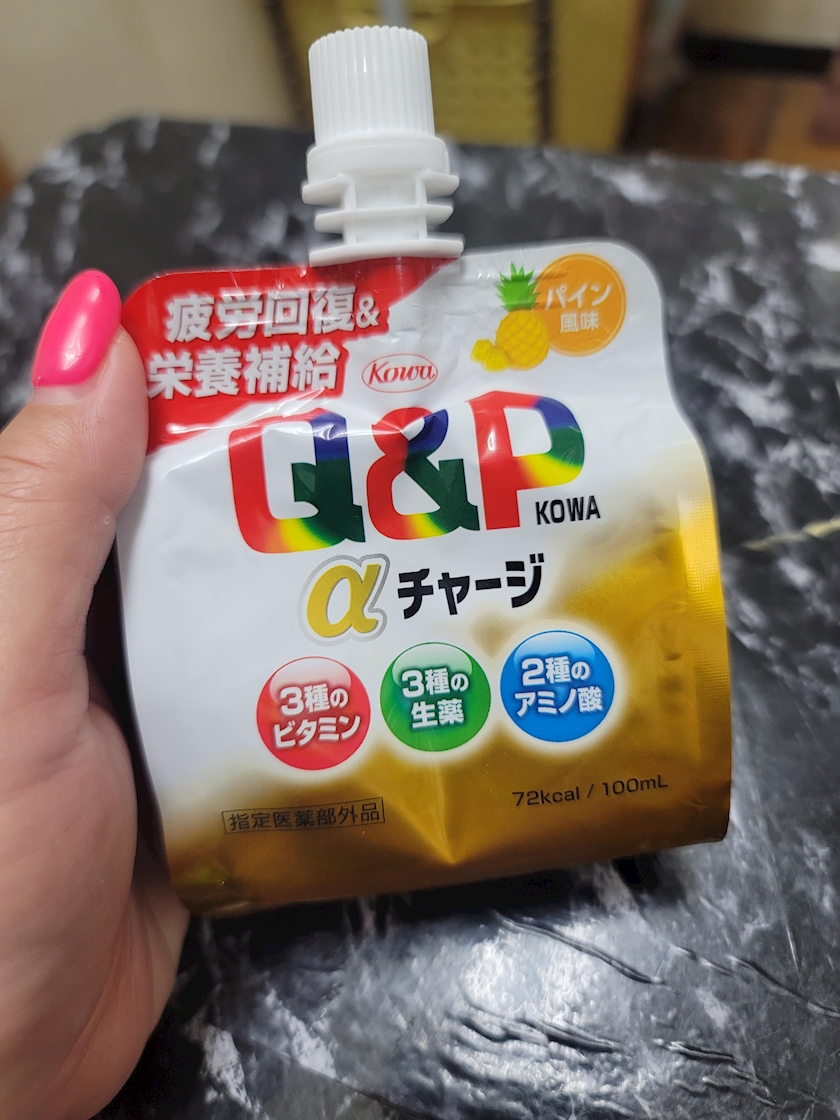 疲労回復&
栄養補給
Kowa
パイン
風味
Q&P
KOWA
αチャージ
3種の
ビタミン
3種の
生薬
2種の
アミノ酸
72kcal / 100mL
指定医薬部外品